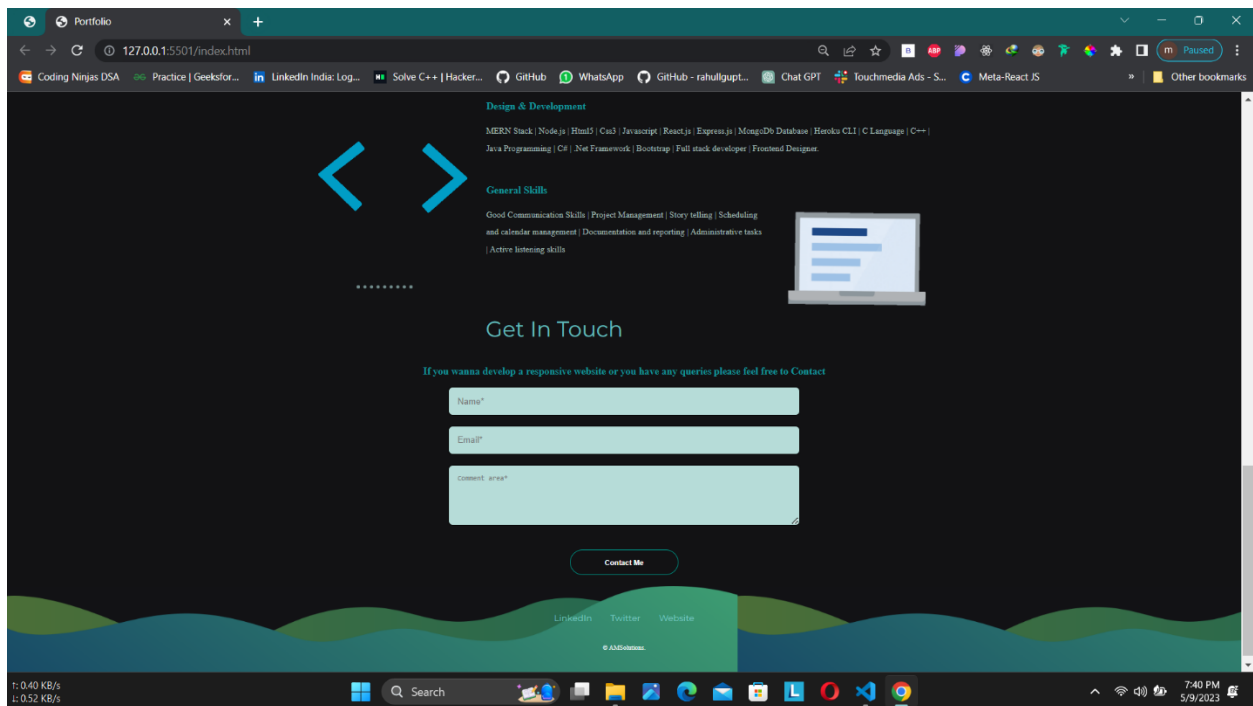 Portfolio
127.0.0.1:5501/index.html
Paused
Coding Ninjas DSA
Practice | Geeksfor...
LinkedIn India: Log...
Solve C++ | Hacker...
GitHub
WhatsApp
GitHub - rahullgupt...
Chat GPT
Touchmedia Ads - S...
Meta-React JS
»
Other bookmarks
Design & Development
MERN Stack | Node.js | Html5 | Css3 | Javascript | React.js | Express.js | MongoDb Database | Heroku CLI | C Language | C++ |
Java Programming | C# | .Net Framework | Bootstrap | Full stack developer | Frontend Designer.
General Skills
Good Communication Skills | Project Management | Story telling | Scheduling
and calendar management | Documentation and reporting | Administrative tasks
| Active listening skills
Get In Touch
If you wanna develop a responsive website or you have any queries please feel free to Contact
Name*
Email*
Comment area*
Contact Me
LinkedIn Twitter Website
© AMSolutions.
↑: 0.40 KB/s
↓: 0.52 KB/s
Search
7:40 PM
5/9/2023